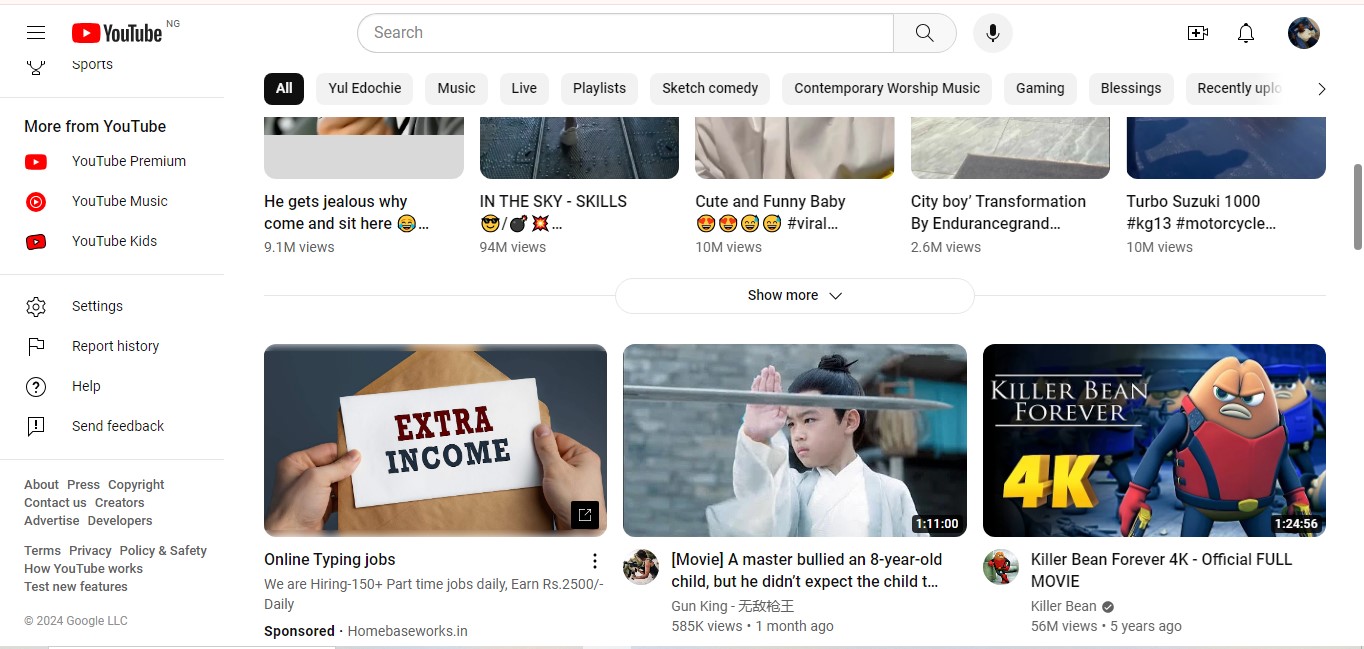 YouTube NG
Search
Sports
More from YouTube
YouTube Premium
YouTube Music
YouTube Kids
Settings
Report history
Help
Send feedback
About Press Copyright
Contact us Creators
Advertise Developers
Terms Privacy Policy & Safety
How YouTube works
Test new features
© 2024 Google LLC
All Yul Edochie Music Live Playlists Sketch comedy Contemporary Worship Music Gaming Blessings Recently uplo
He gets jealous why
come and sit here 😂...
9.1M views
IN THE SKY - SKILLS
😎/💣 💥...
94M views
Cute and Funny Baby
😍😍😅😅 #viral...
10M views
City boy’ Transformation
By Endurancegrand...
2.6M views
Turbo Suzuki 1000
#kg13 #motorcycle...
10M views
Show more
EXTRA
INCOME
Online Typing jobs
We are Hiring-150+ Part time jobs daily, Earn Rs.2500/-
Daily
Sponsored · Homebaseworks.in
1:11:00
[Movie] A master bullied an 8-year-old
child, but he didn’t expect the child t...
Gun King - 无敌枪王
585K views • 1 month ago
KILLER BEAN
FOREVER
4K
1:24:56
Killer Bean Forever 4K - Official FULL
MOVIE
Killer Bean
56M views • 5 years ago